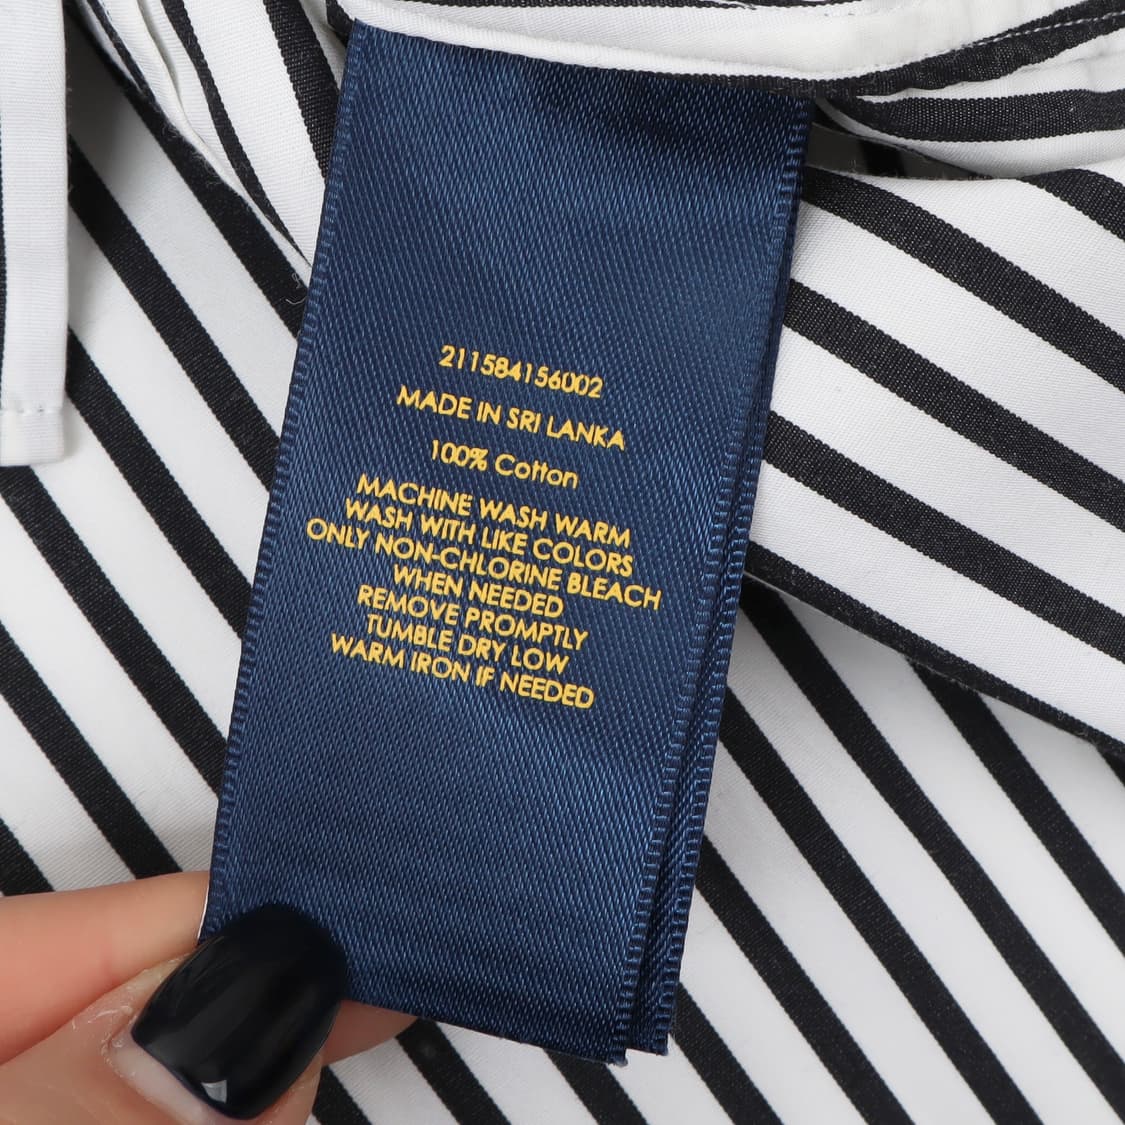 211584156002
MADE IN SRI LANKA
100% Cotton
MACHINE WASH WARM
WASH WITH LIKE COLORS
ONLY NON-CHLORINE BLEACH
WHEN NEEDED
REMOVE PROMPTLY
TUMBLE DRY LOW
WARM IRON IF NEEDED